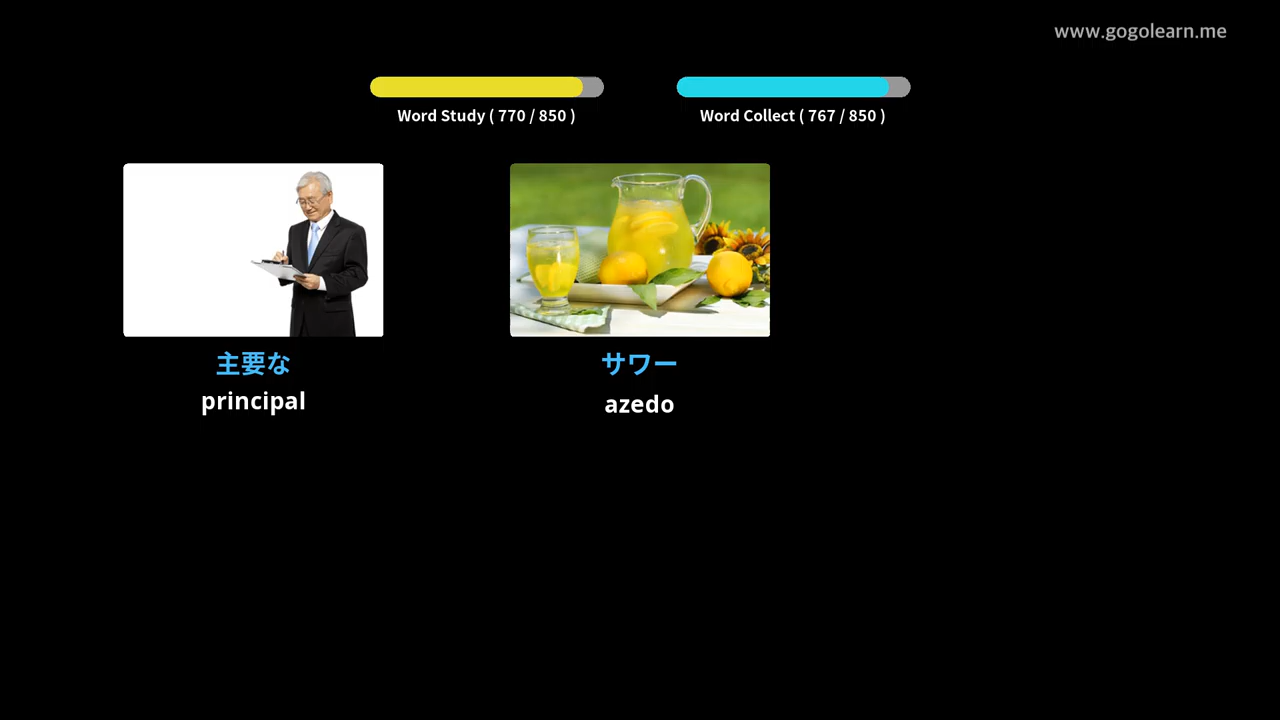 www.gogolearn.me
Word Study ( 770 / 850 )
Word Collect ( 767 / 850 )
主要な
principal
サワー
azedo